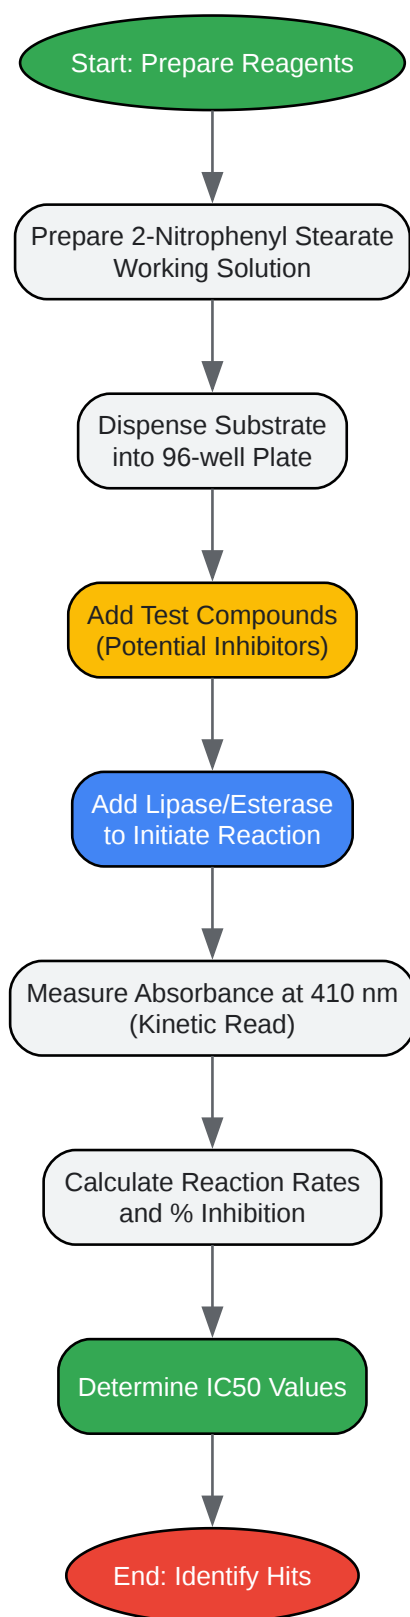 Start: Prepare Reagents
Prepare 2-Nitrophenyl Stearate
Working Solution
Dispense Substrate
into 96-well Plate
Add Test Compounds
(Potential Inhibitors)
Add Lipase/Esterase
to Initiate Reaction
Measure Absorbance at 410 nm
(Kinetic Read)
Calculate Reaction Rates
and % Inhibition
Determine IC50 Values
End: Identify Hits